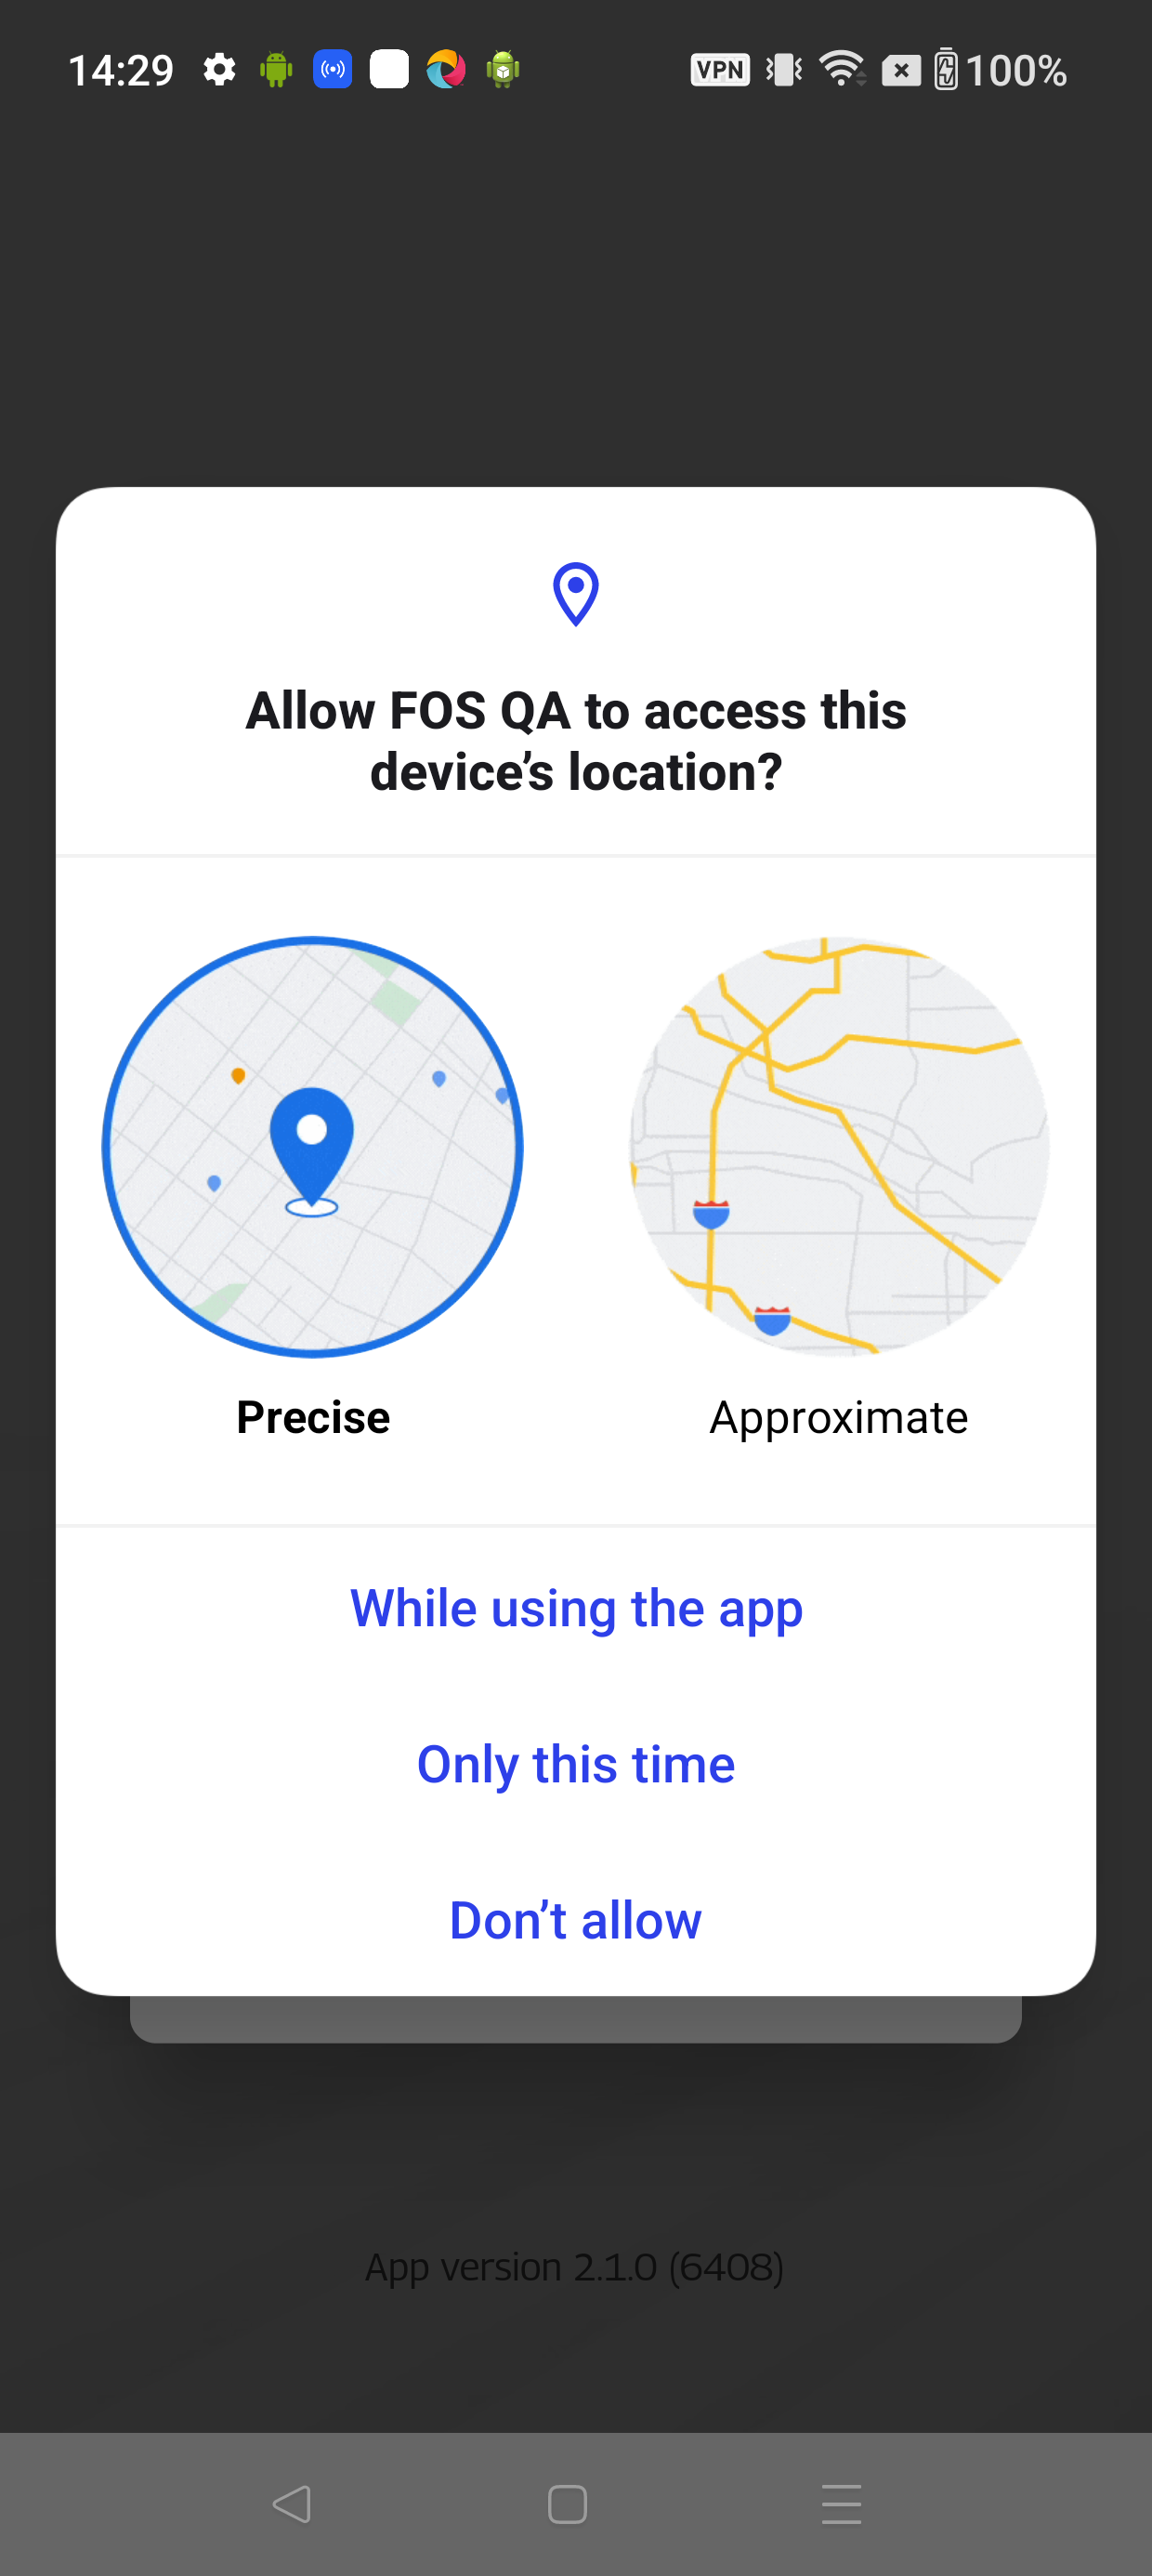 14:29
VPN
100%
Allow FOS QA to access this
device’s location?
Precise
Approximate
While using the app
Only this time
Don’t allow
App version 2.1.0 (6408)